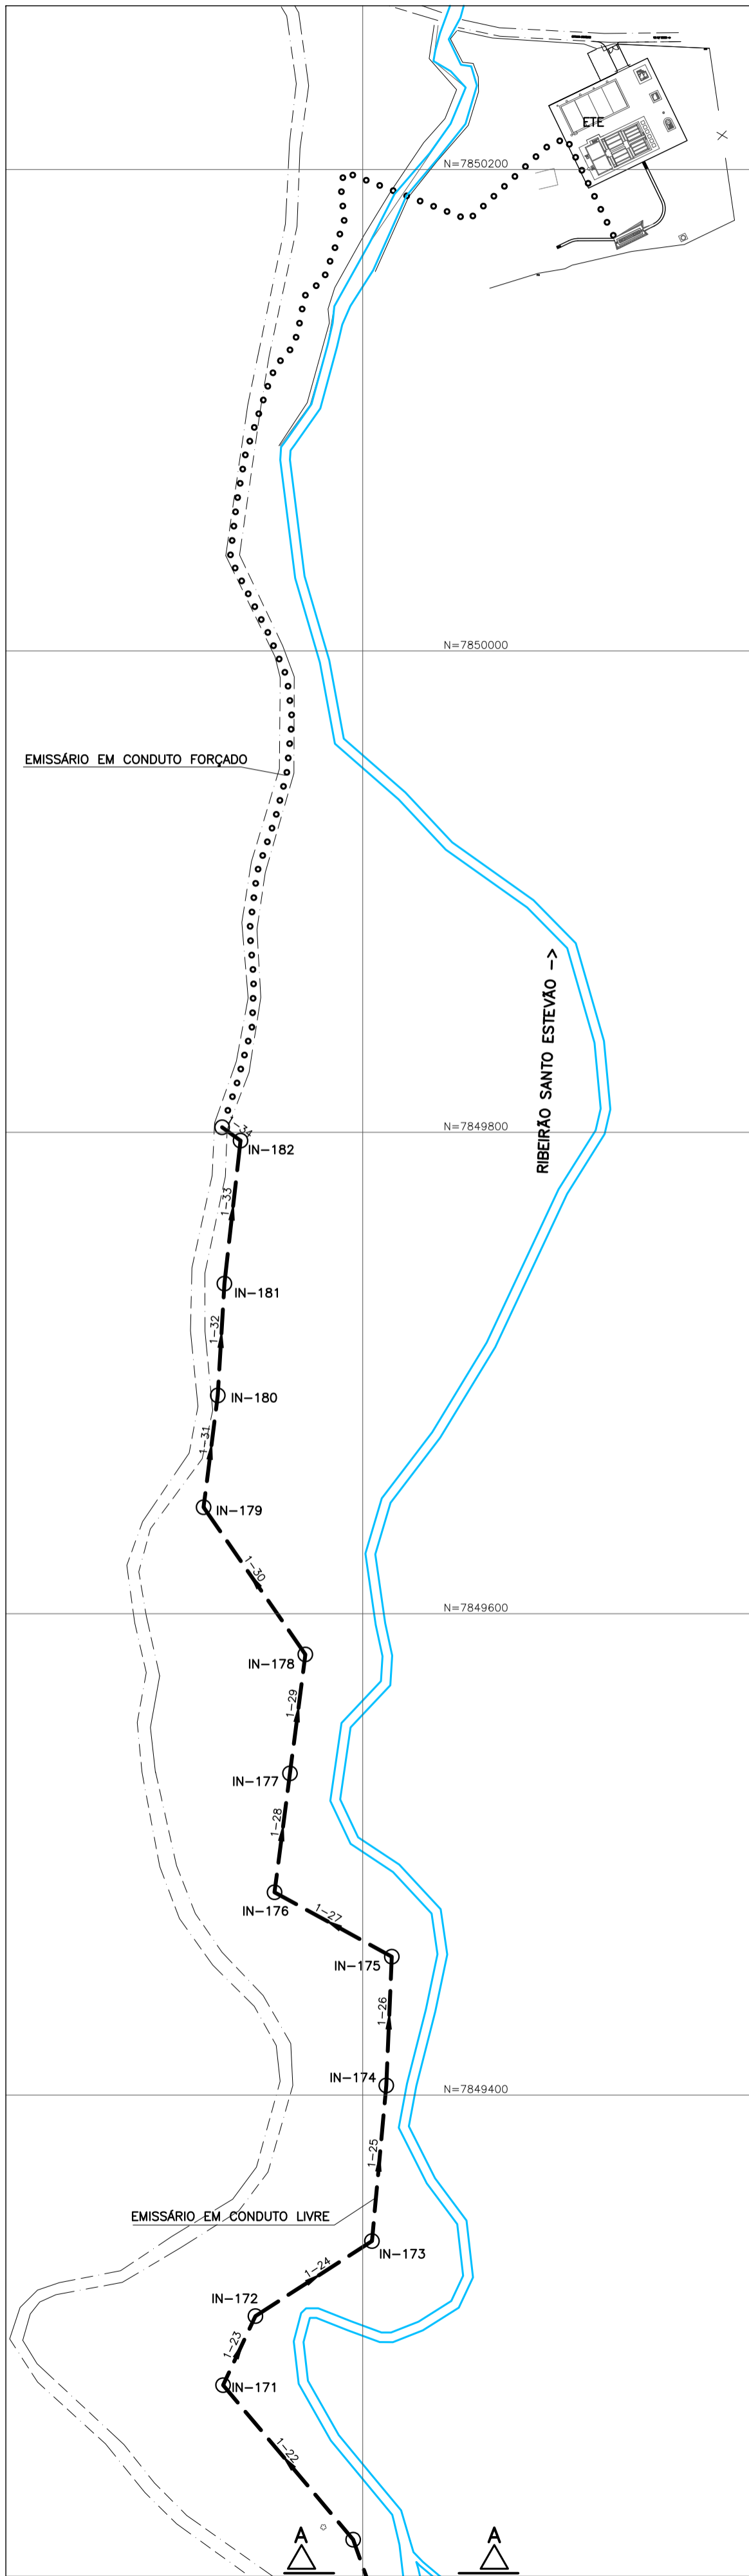 ETE
N=7850200
N=7850000
EMISSÁRIO EM CONDUTO FORÇADO
RIBEIRÃO SANTO ESTEVÃO ->
N=7849800
1-34
IN-182
1-33
IN-181
1-32
IN-180
1-31
IN-179
1-30
N=7849600
IN-178
1-29
IN-177
1-28
IN-176
1-27
IN-175
1-26
IN-174
N=7849400
1-25
EMISSÁRIO EM CONDUTO LIVRE
IN-173
1-24
IN-172
1-23
IN-171
1-22
A
A